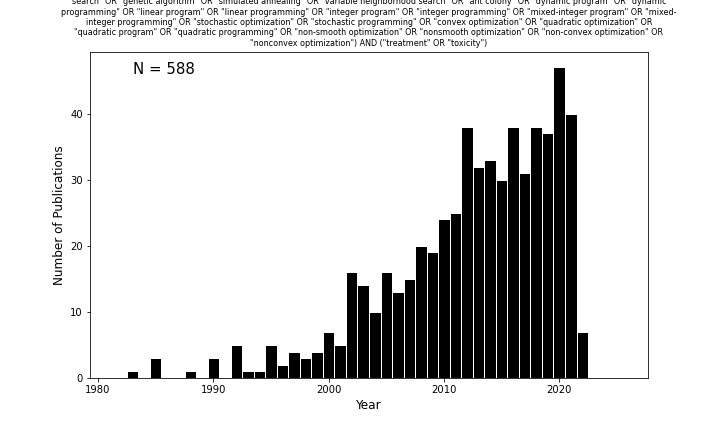 search" OR "genetic algorithm" OR "simulated annealing" OR "variable neighborhood search" OR "ant colony" OR "dynamic program" OR "dynamic
programming" OR "linear program" OR "linear programming" OR "integer program" OR "integer programming" OR "mixed-integer program" OR "mixed-
integer programming" OR "stochastic optimization" OR "stochastic programming" OR "convex optimization" OR "quadratic optimization" OR
"quadratic program" OR "quadratic programming" OR "non-smooth optimization" OR "nonsmooth optimization" OR "non-convex optimization" OR
"nonconvex optimization") AND ("treatment" OR "toxicity")
N = 588
Number of Publications
40
30
20
10
0
1980 1990 2000 2010 2020
Year